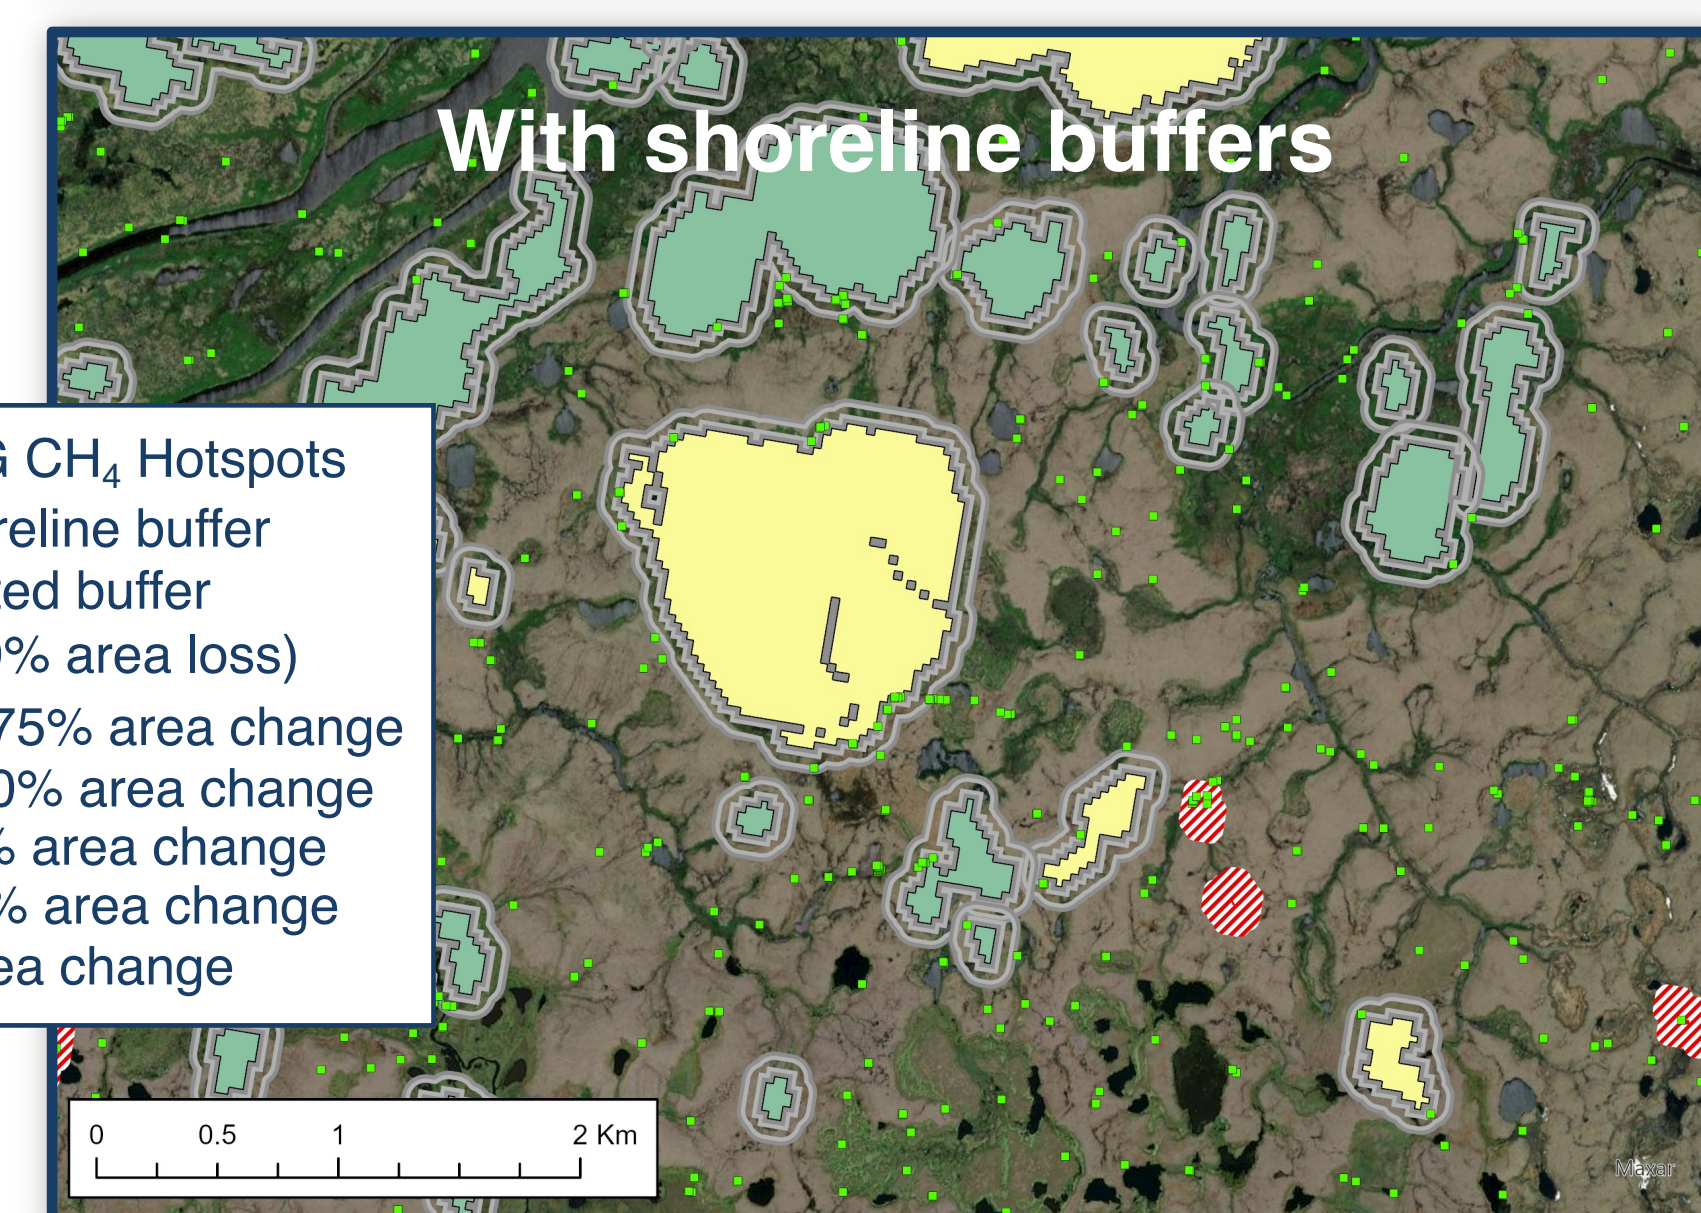 With shoreline buffers
CH₄ Hotspots
reline buffer
ted buffer
% area loss)
75% area change
0% area change
% area change
% area change
ea change
0 0.5 1 2 Km
Maxar